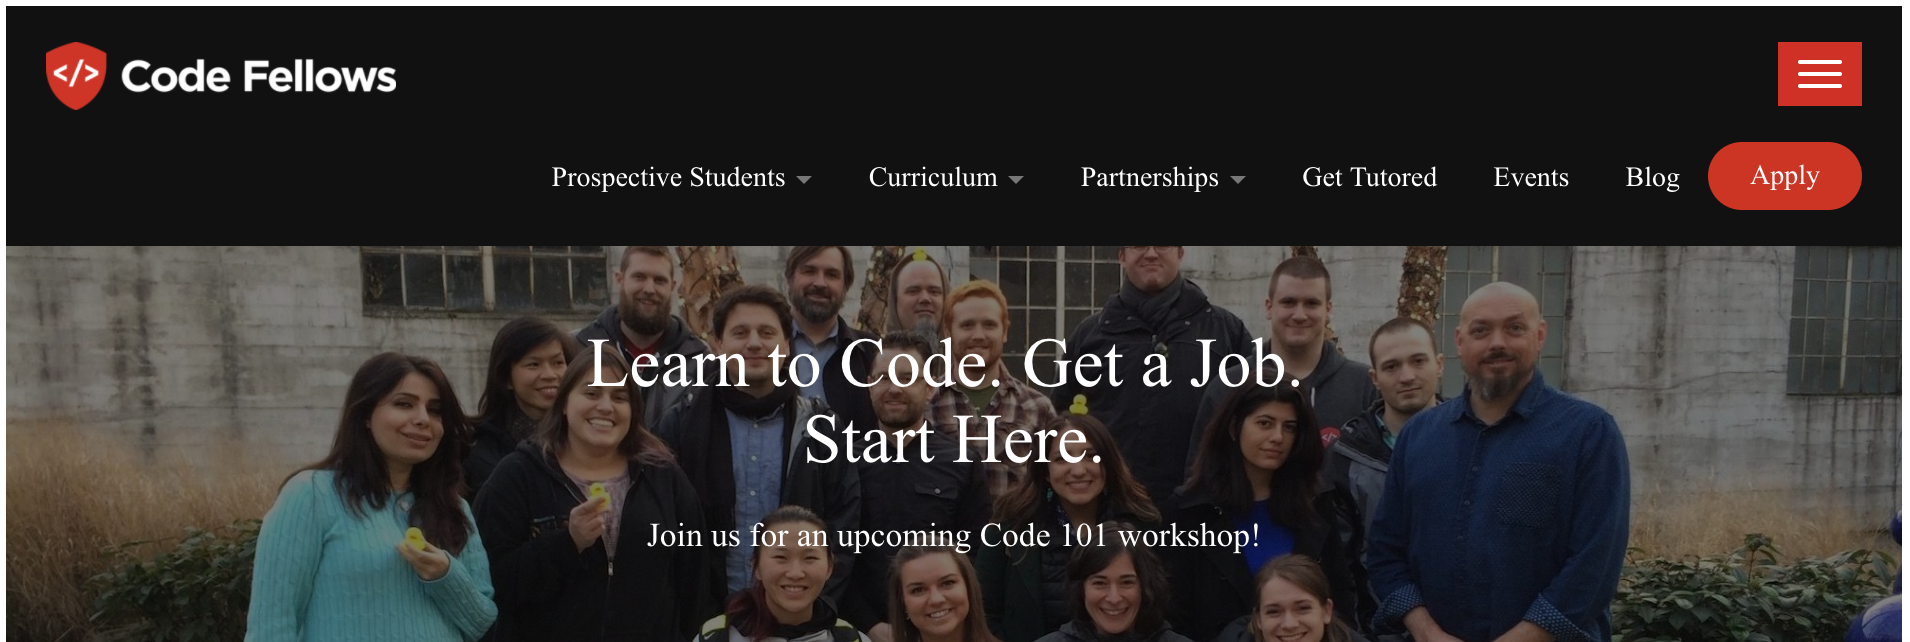 </> Code Fellows
Prospective Students Curriculum Partnerships Get Tutored Events Blog Apply
Learn to Code. Get a Job.
Start Here.
Join us for an upcoming Code 101 workshop!